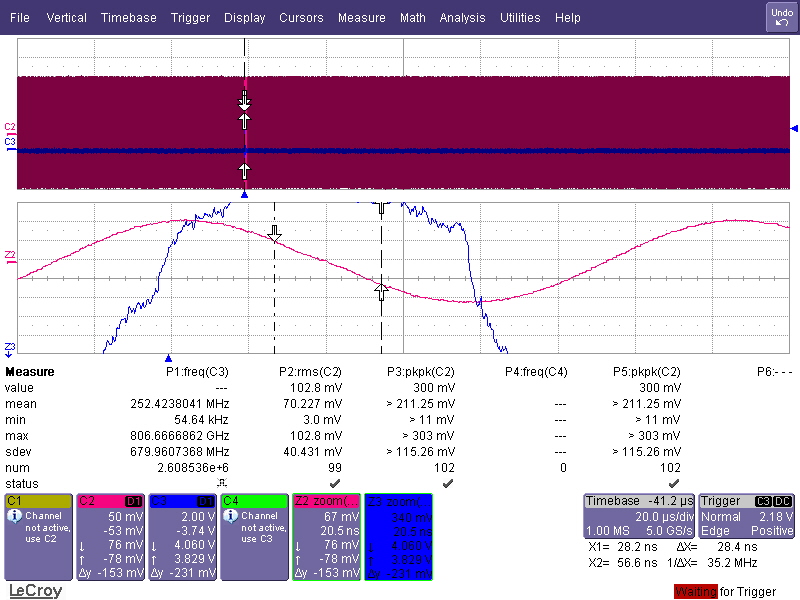 File Vertical Timebase Trigger Display Cursors Measure Math Analysis Utilities Help Undo
C2
C3
Z2
Z3
Measure P1:freq(C3) P2:rms(C2) P3:pkpk(C2) P4:freq(C4) P5:pkpk(C2) P6:- - -
value --- 102.8 mV 300 mV 300 mV
mean 252.4238041 MHz 70.227 mV > 211.25 mV --- > 211.25 mV
min 54.64 kHz 3.0 mV > 11 mV --- > 11 mV
max 806.6666862 GHz 102.8 mV > 303 mV --- > 303 mV
sdev 679.9607368 MHz 40.431 mV > 115.26 mV --- > 115.26 mV
num 2.608536e+6 99 102 0 102
status
C1 C2 D1 C3 D1 C4 Z2 zoom(... Z3 zoom(... Timebase -41.2 µs Trigger C3 DC
Channel not active, use C2
50 mV
-53 mV
↓ 76 mV
↑ -78 mV
Δy -153 mV
2.00 V
-3.74 V
↓ 4.060 V
↑ 3.829 V
Δy -231 mV
Channel not active, use C3
67 mV
20.5 ns
↓ 76 mV
↑ -78 mV
Δy -153 mV
340 mV
20.5 ns
↓ 4.060 V
↑ 3.829 V
Δy -231 mV
20.0 µs/div
1.00 MS 5.0 GS/s
Normal 2.18 V
Edge Positive
X1= 28.2 ns ΔX= 28.4 ns
X2= 56.6 ns 1/ΔX= 35.2 MHz
LeCroy
Waiting for Trigger